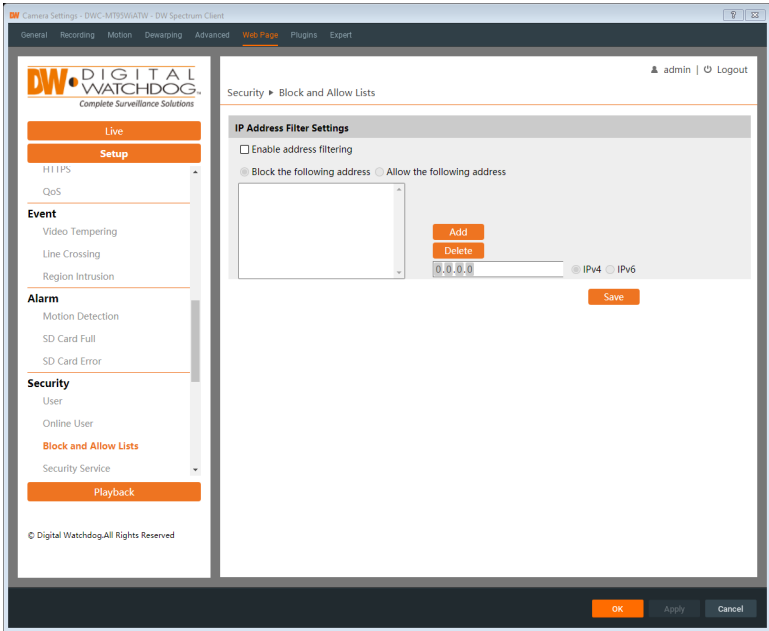 DW Camera Settings - DWC-MT95WiATW - DW Spectrum Client
General Recording Motion Dewarping Advanced Web Page Plugins Expert
DW DIGITAL
WATCHDOG
Complete Surveillance Solutions
Live
Setup
HTTPS
QoS
Event
Video Tempering
Line Crossing
Region Intrusion
Alarm
Motion Detection
SD Card Full
SD Card Error
Security
User
Online User
Block and Allow Lists
Security Service
Playback
© Digital Watchdog.All Rights Reserved
admin | Logout
Security ▸ Block and Allow Lists
IP Address Filter Settings
Enable address filtering
Block the following address Allow the following address
Add
Delete
0.0.0.0 IPv4 IPv6
Save
OK Apply Cancel